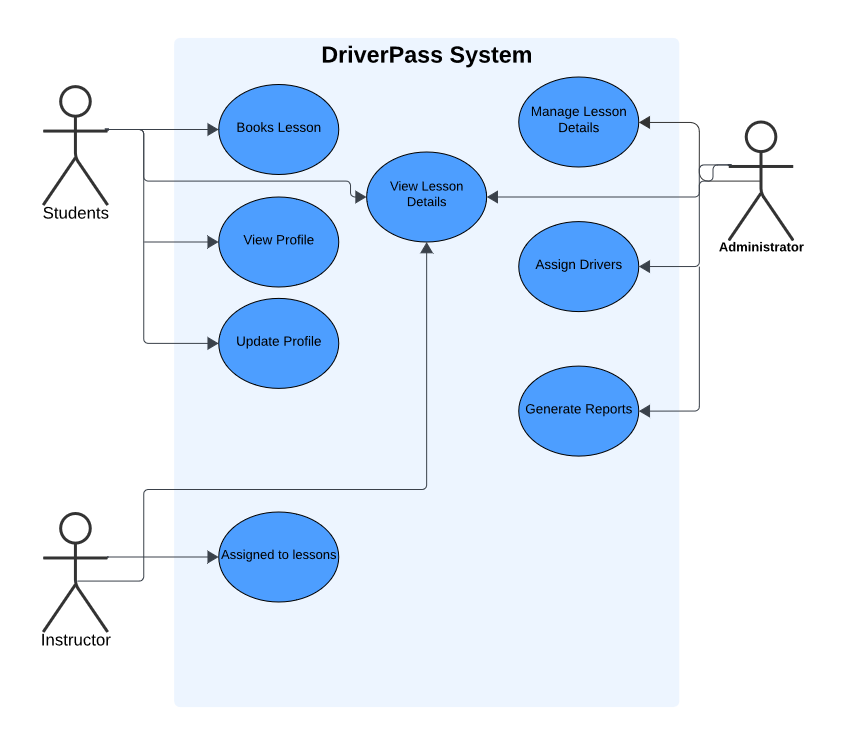 DriverPass System
Books Lesson
Manage Lesson
Details
View Lesson
Details
Students
View Profile
Administrator
Assign Drivers
Update Profile
Generate Reports
Assigned to lessons
Instructor